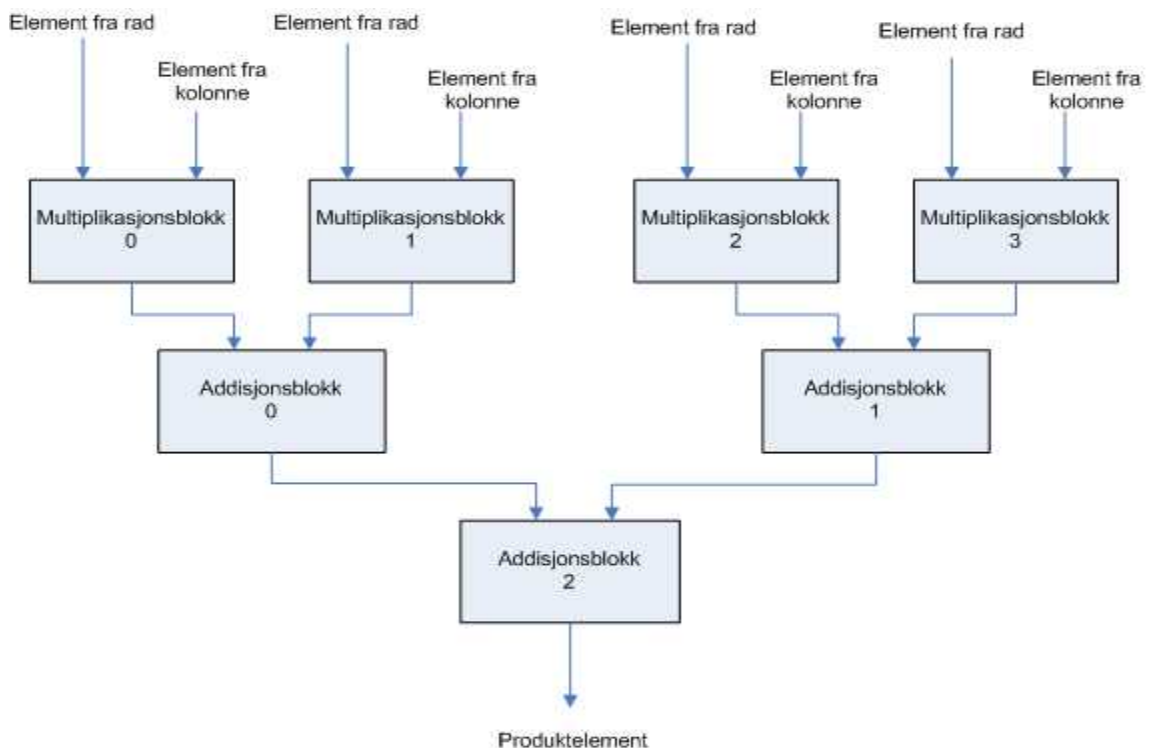 Element fra rad
Element fra rad
Element fra rad
Element fra rad
Element fra
kolonne
Element fra
kolonne
Element fra
kolonne
Element fra
kolonne
Multiplikasjonsblokk
0
Multiplikasjonsblokk
1
Multiplikasjonsblokk
2
Multiplikasjonsblokk
3
Addisjonsblokk
0
Addisjonsblokk
1
Addisjonsblokk
2
Produktelement